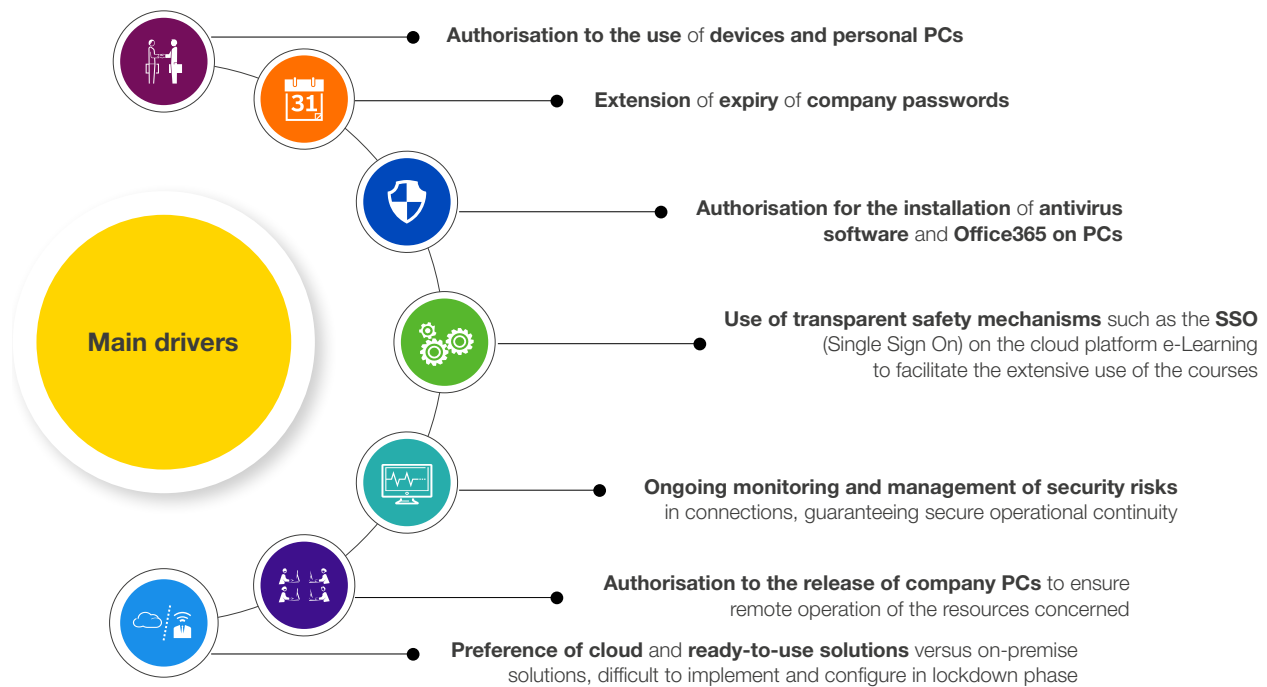 Authorisation to the use of devices and personal PCs
31
Extension of expiry of company passwords
Authorisation for the installation of antivirus
software and Office365 on PCs
Main drivers
Use of transparent safety mechanisms such as the SSO
(Single Sign On) on the cloud platform e-Learning
to facilitate the extensive use of the courses
Ongoing monitoring and management of security risks
in connections, guaranteeing secure operational continuity
Authorisation to the release of company PCs to ensure
remote operation of the resources concerned
Preference of cloud and ready-to-use solutions versus on-premise
solutions, difficult to implement and configure in lockdown phase